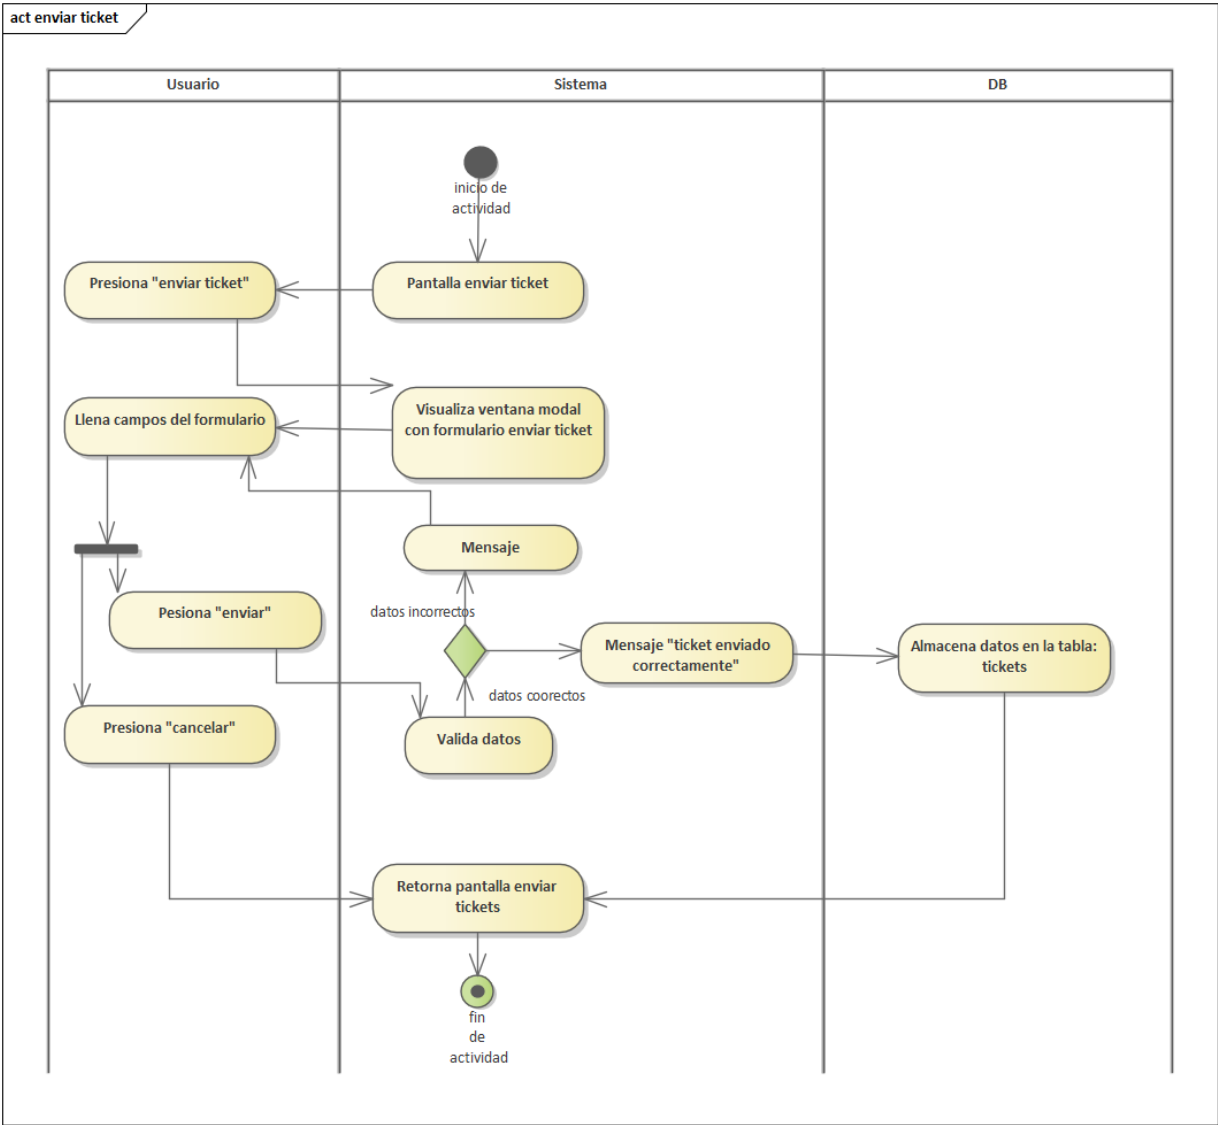 act enviar ticket
Usuario
Sistema
DB
inicio de
actividad
Presiona "enviar ticket"
Pantalla enviar ticket
Llena campos del formulario
Visualiza ventana modal
con formulario enviar ticket
Mensaje
datos incorrectos
Pesiona "enviar"
Mensaje "ticket enviado
correctamente"
Almacena datos en la tabla:
tickets
datos coorectos
Presiona "cancelar"
Valida datos
Retorna pantalla enviar
tickets
fin
de
actividad